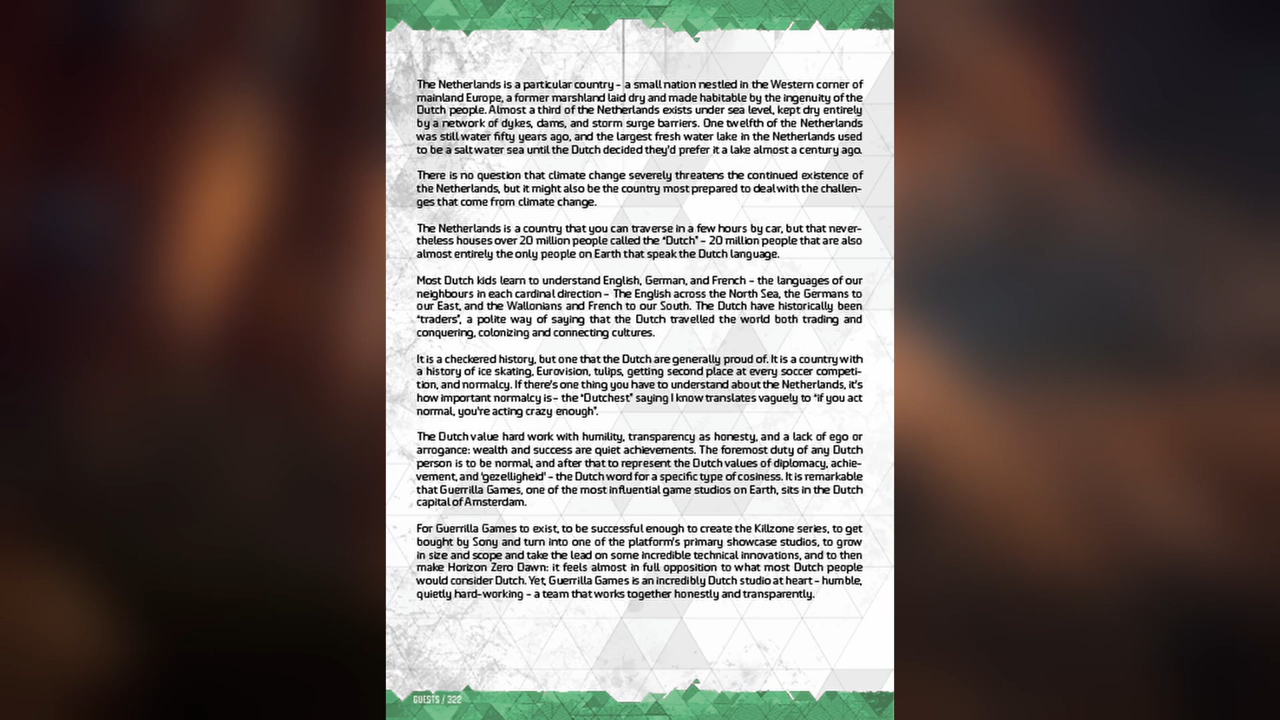 The Netherlands is a particular country - a small nation nestled in the Western corner of
mainland Europe, a former marshland laid dry and made habitable by the ingenuity of the
Dutch people. Almost a third of the Netherlands exists under sea level, kept dry entirely
by a network of dykes, dams, and storm surge barriers. One twelfth of the Netherlands
was still water fifty years ago, and the largest fresh water lake in the Netherlands used
to be a salt water sea until the Dutch decided they'd prefer it a lake almost a century ago.
There is no question that climate change severely threatens the continued existence of
the Netherlands, but it might also be the country most prepared to deal with the challen-
ges that come from climate change.
The Netherlands is a country that you can traverse in a few hours by car, but that never-
theless houses over 20 million people called the "Dutch" - 20 million people that are also
almost entirely the only people on Earth that speak the Dutch language.
Most Dutch kids learn to understand English, German, and French - the languages of our
neighbours in each cardinal direction - The English across the North Sea, the Germans to
our East, and the Wallonians and French to our South. The Dutch have historically been
"traders", a polite way of saying that the Dutch travelled the world both trading and
conquering, colonizing and connecting cultures.
It is a checkered history, but one that the Dutch are generally proud of. It is a country with
a history of ice skating, Eurovision, tulips, getting second place at every soccer competi-
tion, and normalcy. If there's one thing you have to understand about the Netherlands, it's
how important normalcy is - the "Dutchest" saying I know translates vaguely to "if you act
normal, you're acting crazy enough".
The Dutch value hard work with humility, transparency as honesty, and a lack of ego or
arrogance: wealth and success are quiet achievements. The foremost duty of any Dutch
person is to be normal, and after that to represent the Dutch values of diplomacy, achie-
vement, and 'gezelligheid' - the Dutch word for a specific type of cosiness. It is remarkable
that Guerrilla Games, one of the most influential game studios on Earth, sits in the Dutch
capital of Amsterdam.
For Guerrilla Games to exist, to be successful enough to create the Killzone series, to get
bought by Sony and turn into one of the platform's primary showcase studios, to grow
in size and scope and take the lead on some incredible technical innovations, and to then
make Horizon Zero Dawn: it feels almost in full opposition to what most Dutch people
would consider Dutch. Yet, Guerrilla Games is an incredibly Dutch studio at heart - humble,
quietly hard-working - a team that works together honestly and transparently.
GUESTS / 322